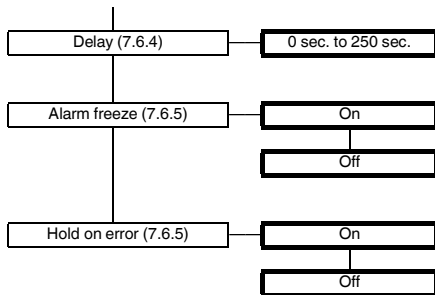 Delay (7.6.4) 0 sec. to 250 sec.
Alarm freeze (7.6.5) On
Off
Hold on error (7.6.5) On
Off